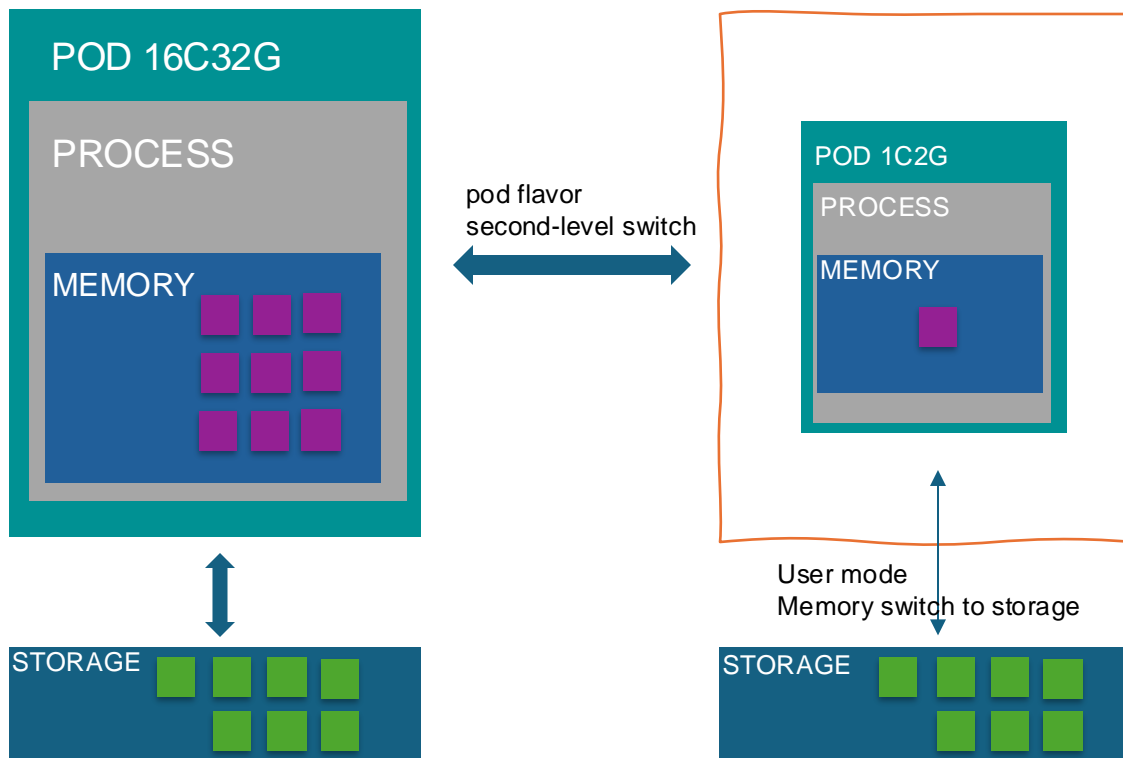 POD 16C32G
PROCESS
MEMORY
STORAGE
pod flavor
second-level switch
POD 1C2G
PROCESS
MEMORY
User mode
Memory switch to storage
STORAGE